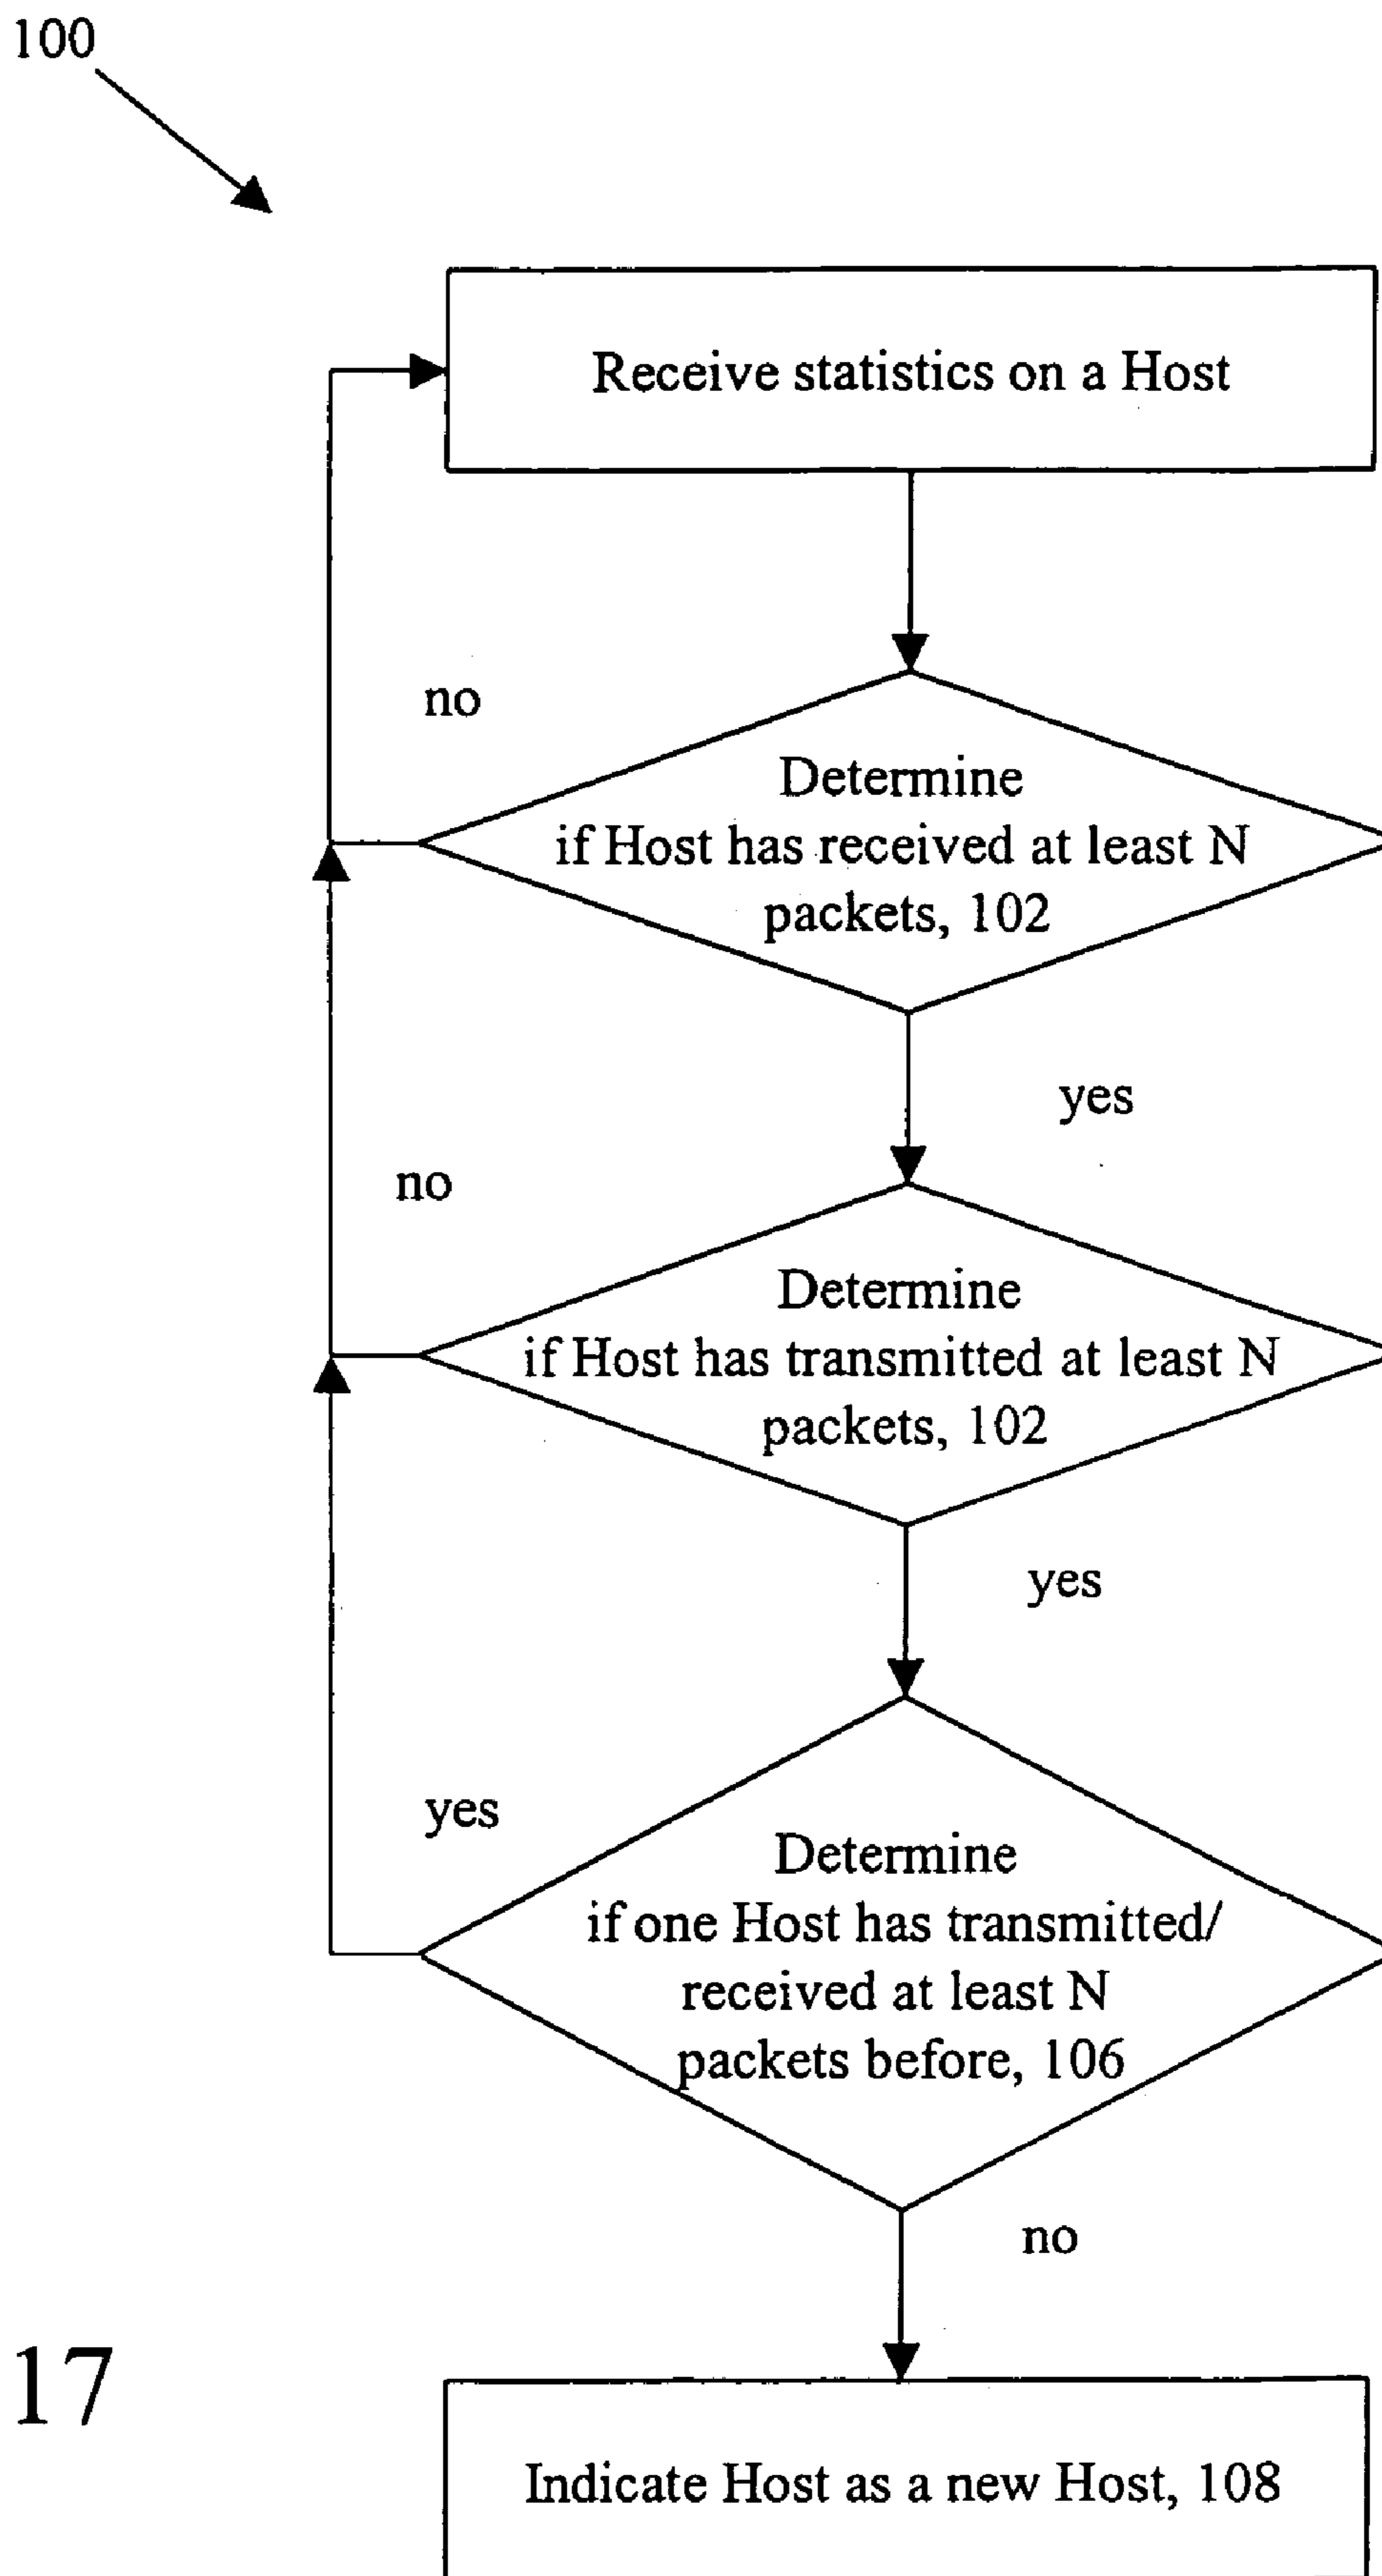 100
Receive statistics on a Host
no
Determine
if Host has received at least N
packets, 102
yes
no
Determine
if Host has transmitted at least N
packets, 102
yes
yes
Determine
if one Host has transmitted/
received at least N
packets before, 106
no
17
Indicate Host as a new Host, 108